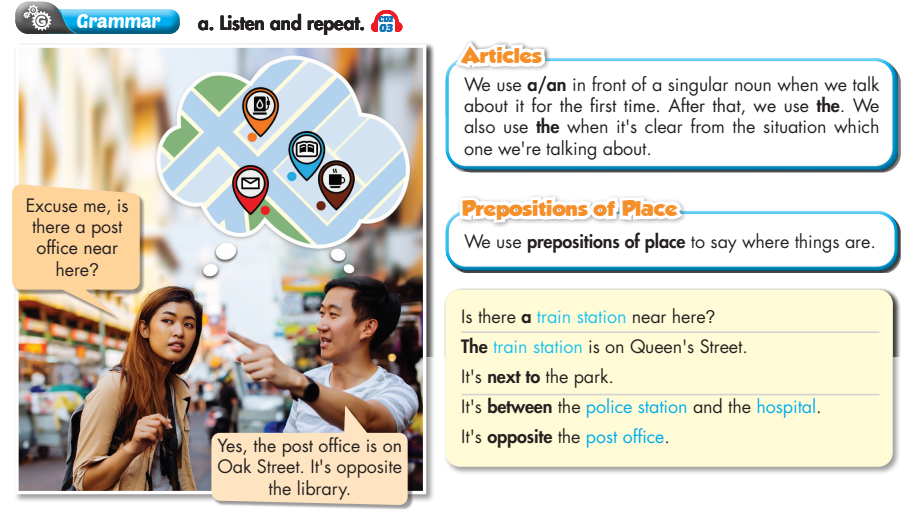 Grammar
a. Listen and repeat.
CD2
03
Excuse me, is
there a post
office near
here?
Yes, the post office is on
Oak Street. It's opposite
the library.
Articles
We use a/an in front of a singular noun when we talk
about it for the first time. After that, we use the. We
also use the when it's clear from the situation which
one we're talking about.
Prepositions of Place
We use prepositions of place to say where things are.
Is there a train station near here?
The train station is on Queen's Street.
It's next to the park.
It's between the police station and the hospital.
It's opposite the post office.